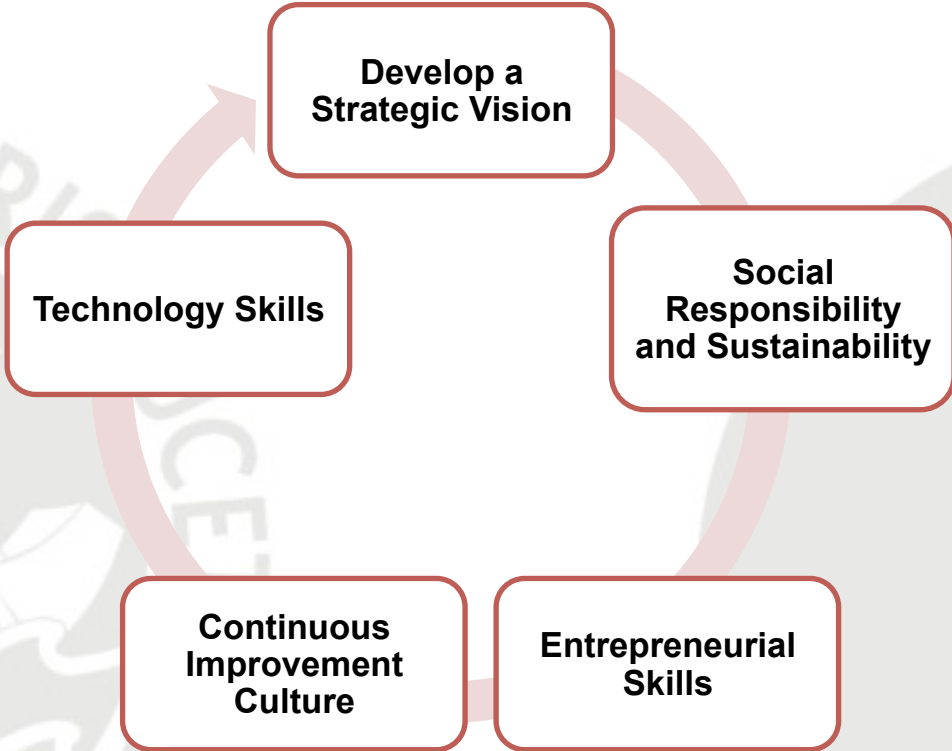 Develop a
Strategic Vision
Social
Responsibility
and Sustainability
Technology Skills
Continuous
Improvement
Culture
Entrepreneurial
Skills